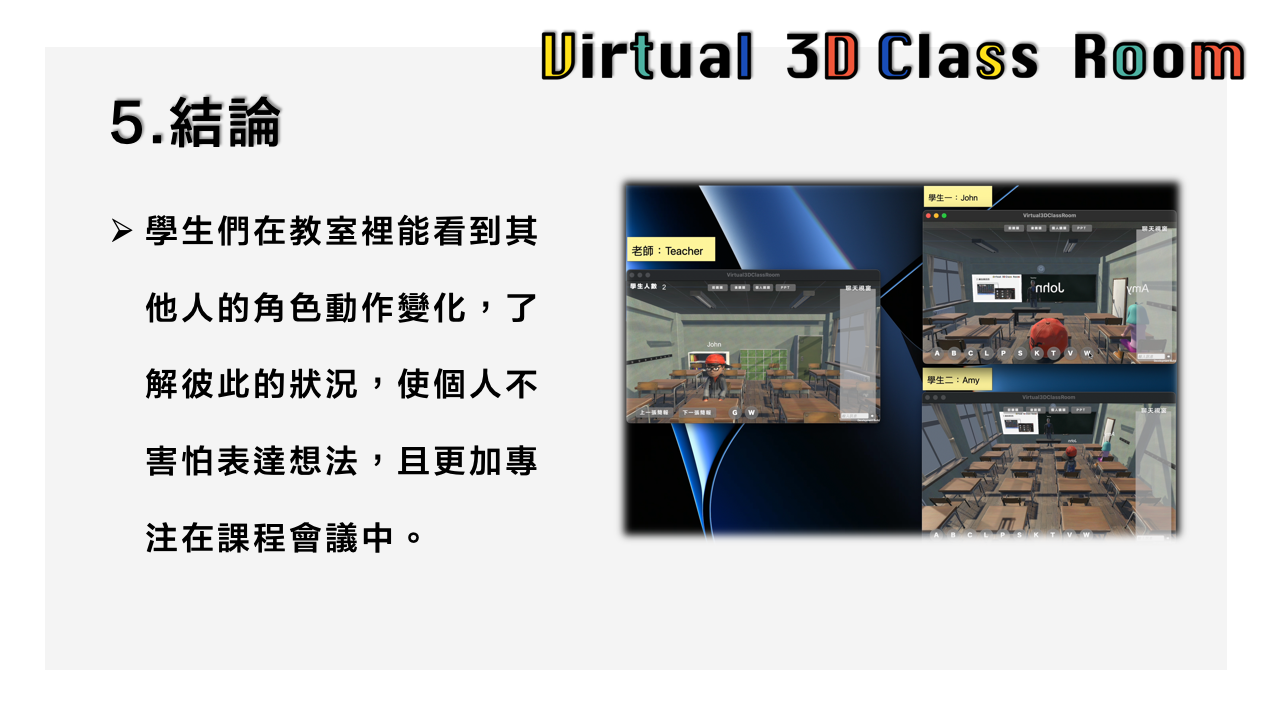 Virtual 3D Class Room
5.結論
➢ 學生們在教室裡能看到其
他人的角色動作變化，了
解彼此的狀況，使個人不
害怕表達想法，且更加專
注在課程會議中。
老師：Teacher
Virtual3DClassRoom
學生人數 2
PPT
聊天視窗
John
上一張簡報 下一張簡報 G W
學生一：John
Virtual3DClassRoom
PPT
聊天視窗
John
Amy
A B C L P S K T V W
學生二：Amy
Virtual3DClassRoom
PPT
聊天視窗
A B C L P S K T V W